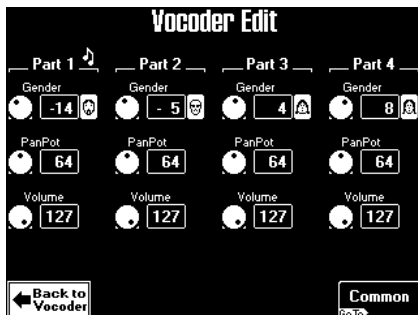 Vocoder Edit
Part 1 Part 2 Part 3 Part 4
Gender Gender Gender Gender
-14 - 5 4 8
PanPot PanPot PanPot PanPot
64 64 64 64
Volume Volume Volume Volume
127 127 127 127
Back to
Vocoder
Common
Go To